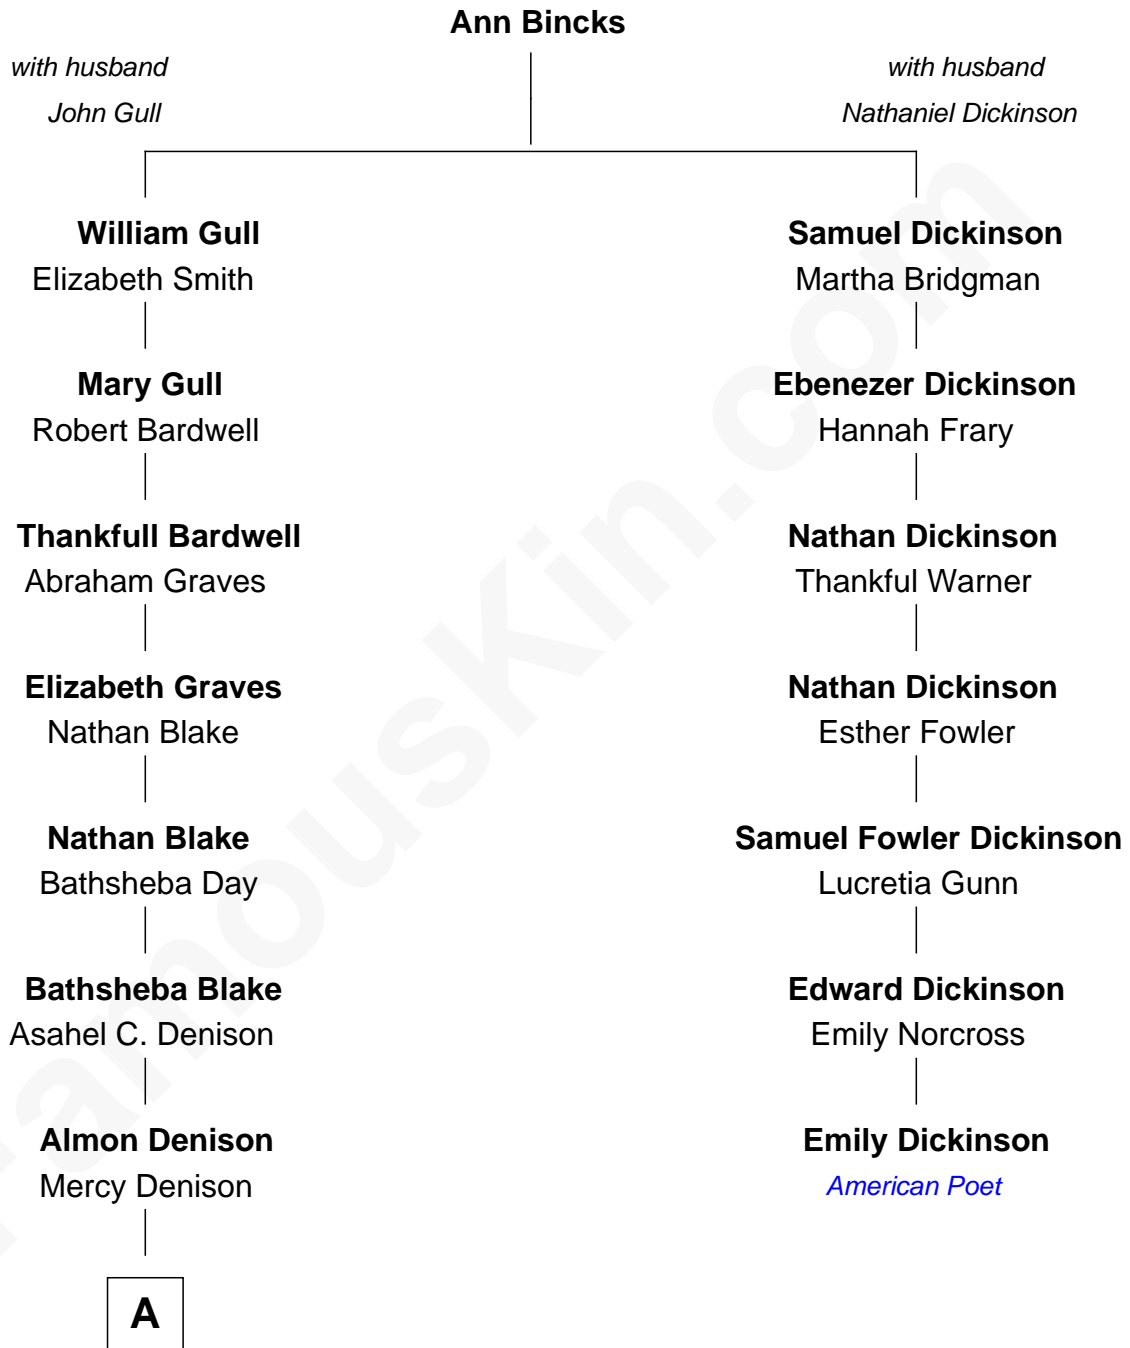 Ann Bincks
with husband
John Gull
with husband
Nathaniel Dickinson
William Gull
Elizabeth Smith
Samuel Dickinson
Martha Bridgman
Mary Gull
Robert Bardwell
Ebenezer Dickinson
Hannah Frary
Thankfull Bardwell
Abraham Graves
Nathan Dickinson
Thankful Warner
Elizabeth Graves
Nathan Blake
Nathan Dickinson
Esther Fowler
Nathan Blake
Bathsheba Day
Samuel Fowler Dickinson
Lucretia Gunn
Bathsheba Blake
Asahel C. Denison
Edward Dickinson
Emily Norcross
Almon Denison
Mercy Denison
Emily Dickinson
American Poet
A
FamousKin.com